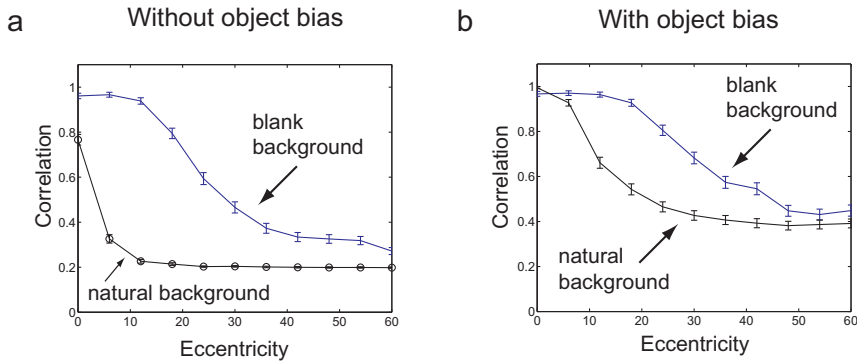 a
Without object bias
1
0.8
0.6
0.4
0.2
0
Correlation
blank
background
natural background
0 10 20 30 40 50 60
Eccentricity
b
With object bias
1
0.8
0.6
0.4
0.2
0
Correlation
blank
background
natural
background
0 10 20 30 40 50 60
Eccentricity